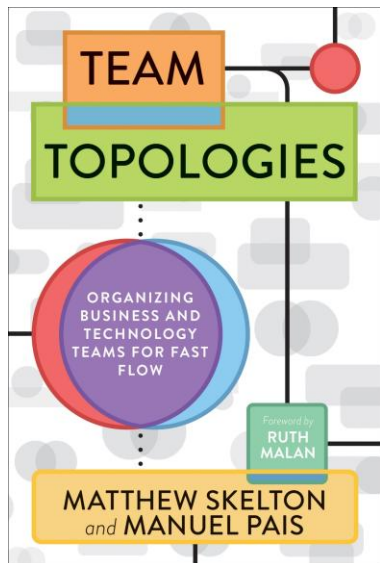 TEAM
TOPOLOGIES
ORGANIZING
BUSINESS AND
TECHNOLOGY
TEAMS FOR FAST
FLOW
Foreword by
RUTH
MALAN
MATTHEW SKELTON
and MANUEL PAIS